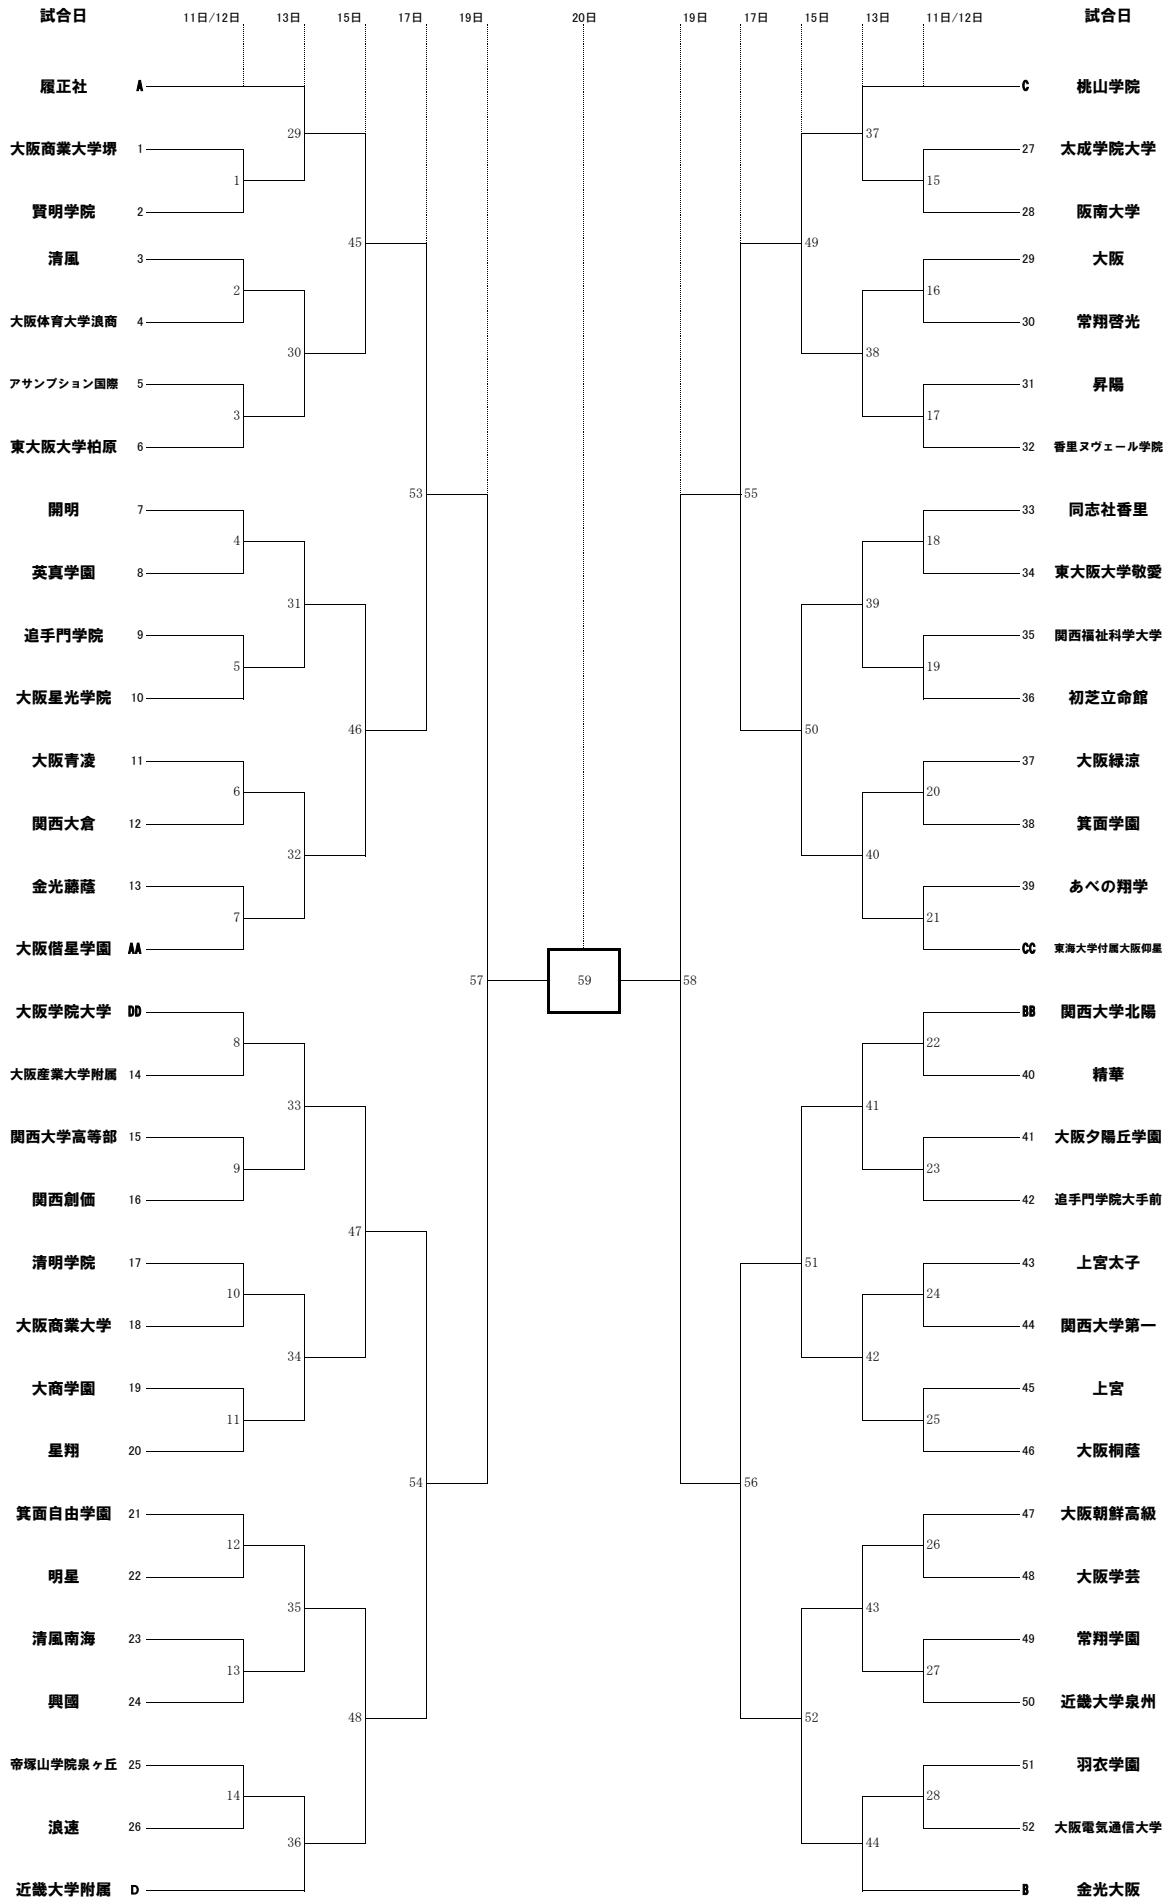 試合日 11日/12日 13日 15日 17日 19日 20日 19日 17日 15日 13日 11日/12日 試合日
履正社 A C 桃山学院
29 37
大阪商業大学堺 1 27 太成学院大学
1 15
賢明学院 2 28 阪南大学
45 49
清風 3 29 大阪
2 16
大阪体育大学浪商 4 30 常翔啓光
30 38
アサンプション国際 5 31 昇陽
3 17
東大阪大学柏原 6 32 香里ヌヴェール学院
53 55
開明 7 33 同志社香里
4 18
英真学園 8 34 東大阪大学敬愛
31 39
追手門学院 9 35 関西福祉科学大学
5 19
大阪星光学院 10 36 初芝立命館
46 50
大阪青凌 11 37 大阪緑涼
6 20
関西大倉 12 38 箕面学園
32 40
金光藤蔭 13 39 あべの翔学
7 21
大阪偕星学園 AA CC 東海大学付属大阪仰星
57 59 58
大阪学院大学 DD BB 関西大学北陽
8 22
大阪産業大学附属 14 40 精華
33 41
関西大学高等部 15 41 大阪夕陽丘学園
9 23
関西創価 16 42 追手門学院大手前
47
清明学院 17 51 43 上宮太子
10 24
大阪商業大学 18 44 関西大学第一
34 42
大商学園 19 45 上宮
11 25
星翔 20 46 大阪桐蔭
54 56
箕面自由学園 21 47 大阪朝鮮高級
12 26
明星 22 48 大阪学芸
35 43
清風南海 23 49 常翔学園
13 27
興國 24 50 近畿大学泉州
48 52
帝塚山学院泉ヶ丘 25 51 羽衣学園
14 28
浪速 26 52 大阪電気通信大学
36 44
近畿大学附属 D B 金光大阪